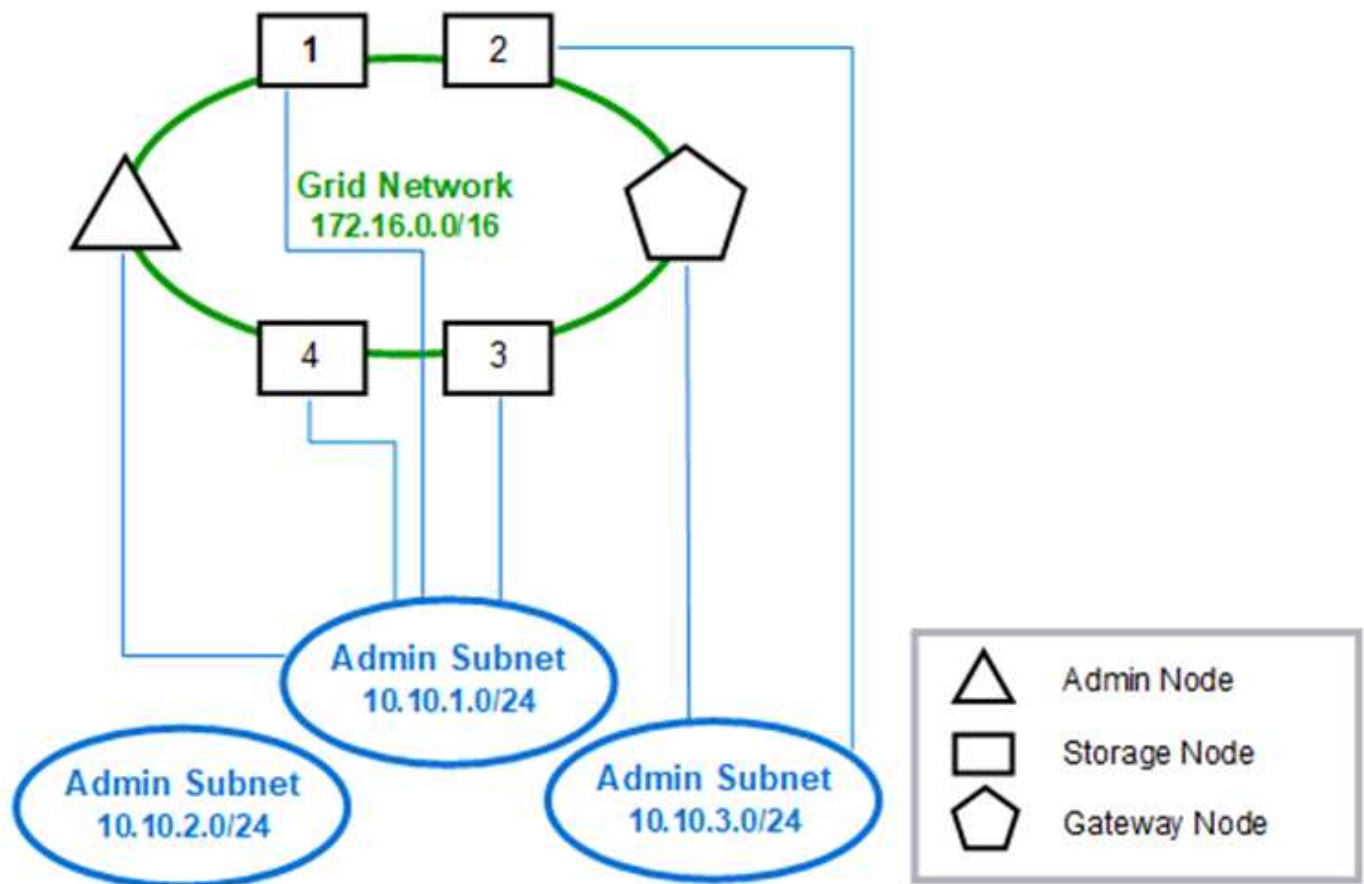 1
2
Grid Network
172.16.0.0/16
4
3
Admin Subnet
10.10.1.0/24
Admin Subnet
10.10.2.0/24
Admin Subnet
10.10.3.0/24
Admin Node
Storage Node
Gateway Node